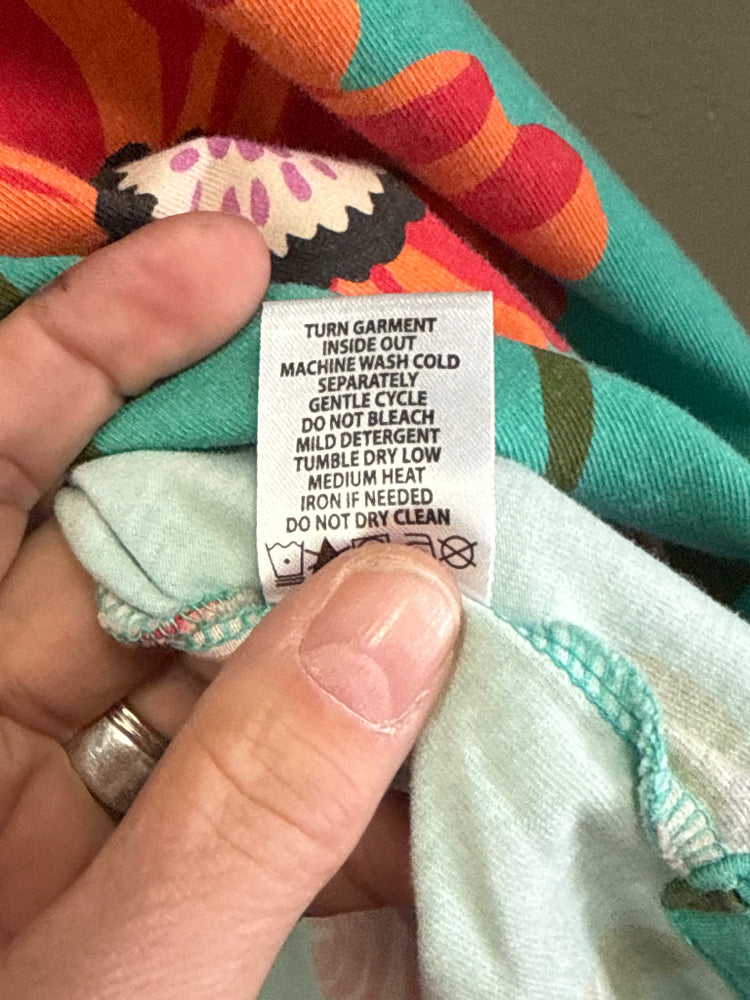 TURN GARMENT
INSIDE OUT
MACHINE WASH COLD
SEPARATELY
GENTLE CYCLE
DO NOT BLEACH
MILD DETERGENT
TUMBLE DRY LOW
MEDIUM HEAT
IRON IF NEEDED
DO NOT DRY CLEAN